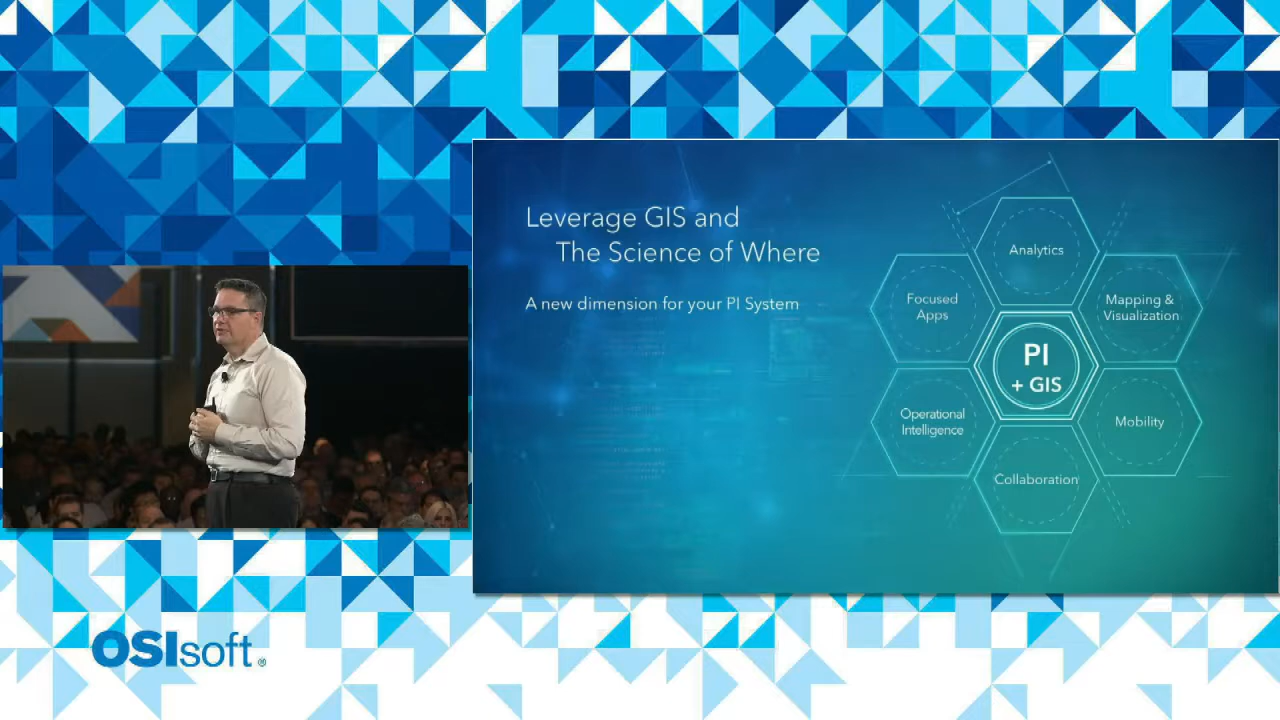 Leverage GIS and
The Science of Where
A new dimension for your PI System
Analytics
Focused
Apps
Mapping &
Visualization
PI
+ GIS
Operational
Intelligence
Mobility
Collaboration
OSIsoft®